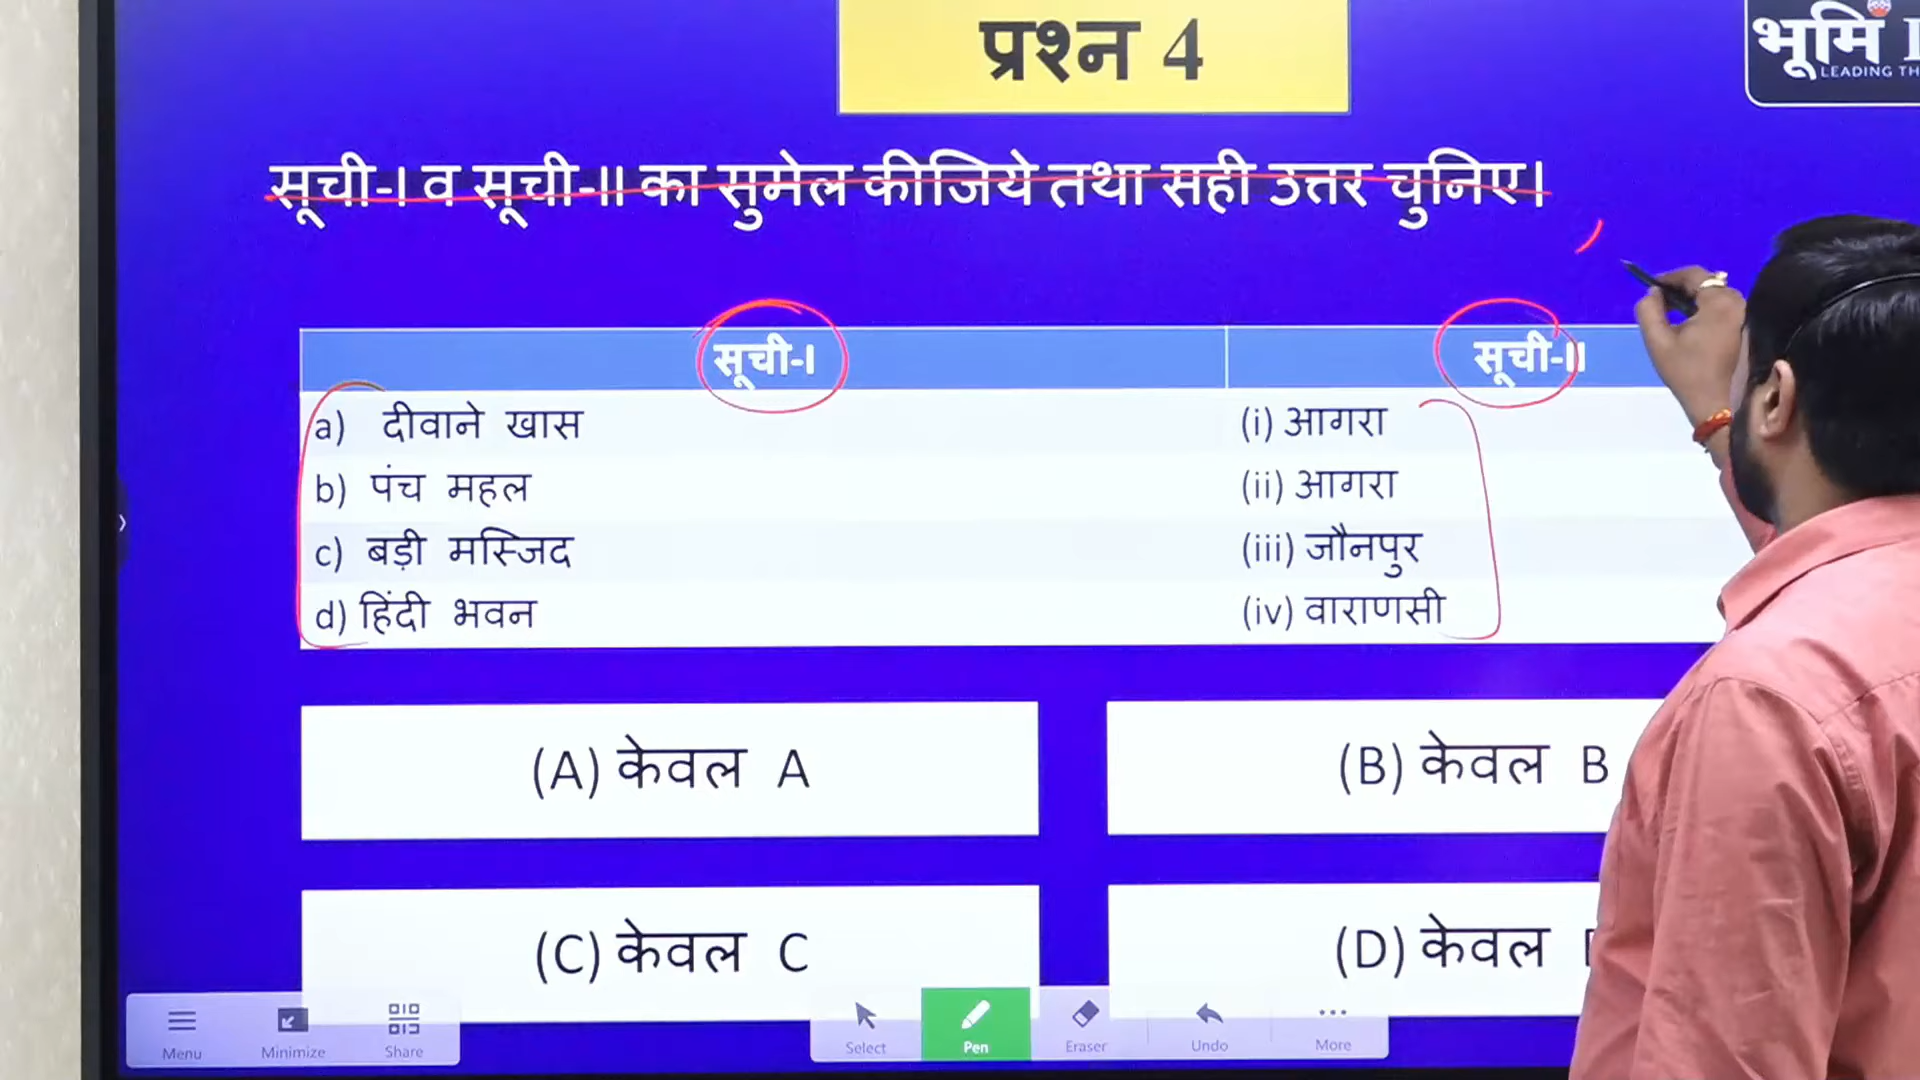 प्रश्न 4
भूमि
LEADING TH
सूची-I व सूची-II का सुमेल कीजिये तथा सही उत्तर चुनिए।
सूची-I सूची-II
a) दीवाने खास (i) आगरा
b) पंच महल (ii) आगरा
c) बड़ी मस्जिद (iii) जौनपुर
d) हिंदी भवन (iv) वाराणसी
(A) केवल A (B) केवल B
(C) केवल C (D) केवल
Menu Minimize Share Select Pen Eraser Undo More